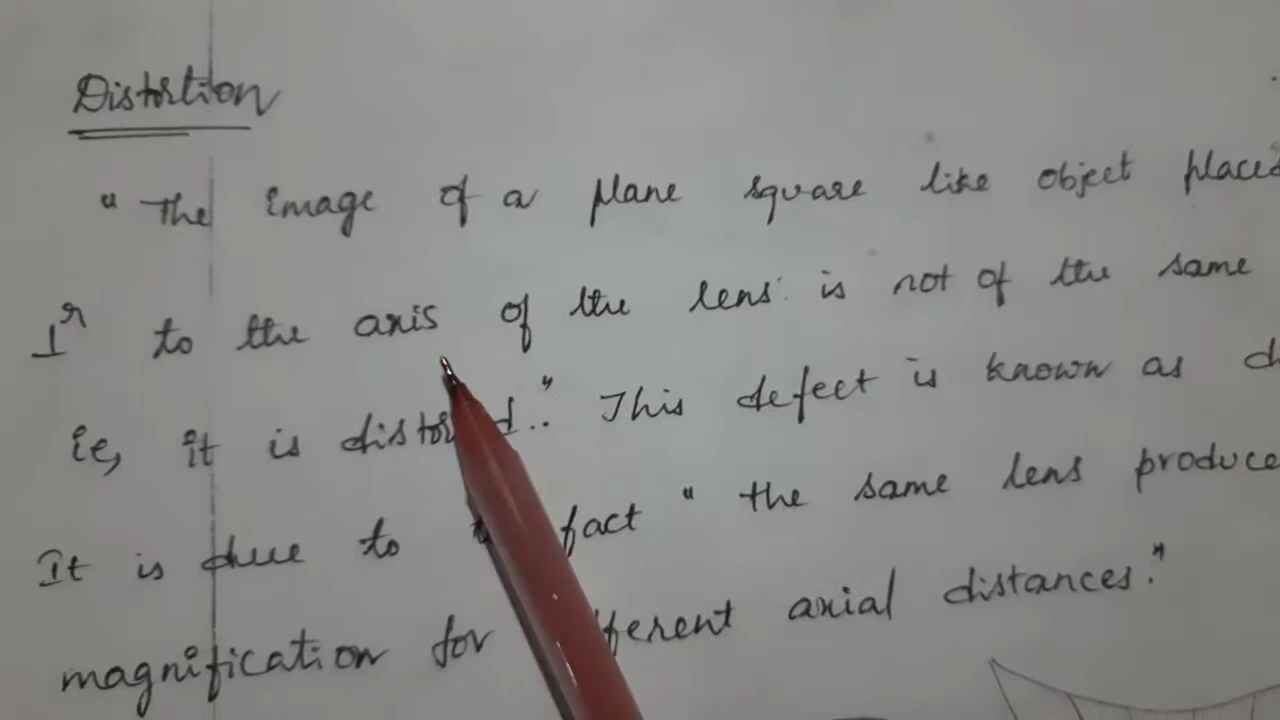 Distortion
" The image of a plane square like object placed
⊥r to the axis of the lens is not of the same
ie, it is distorted.." This defect is known as d
It is due to fact " the same lens produce
magnification for different axial distances."